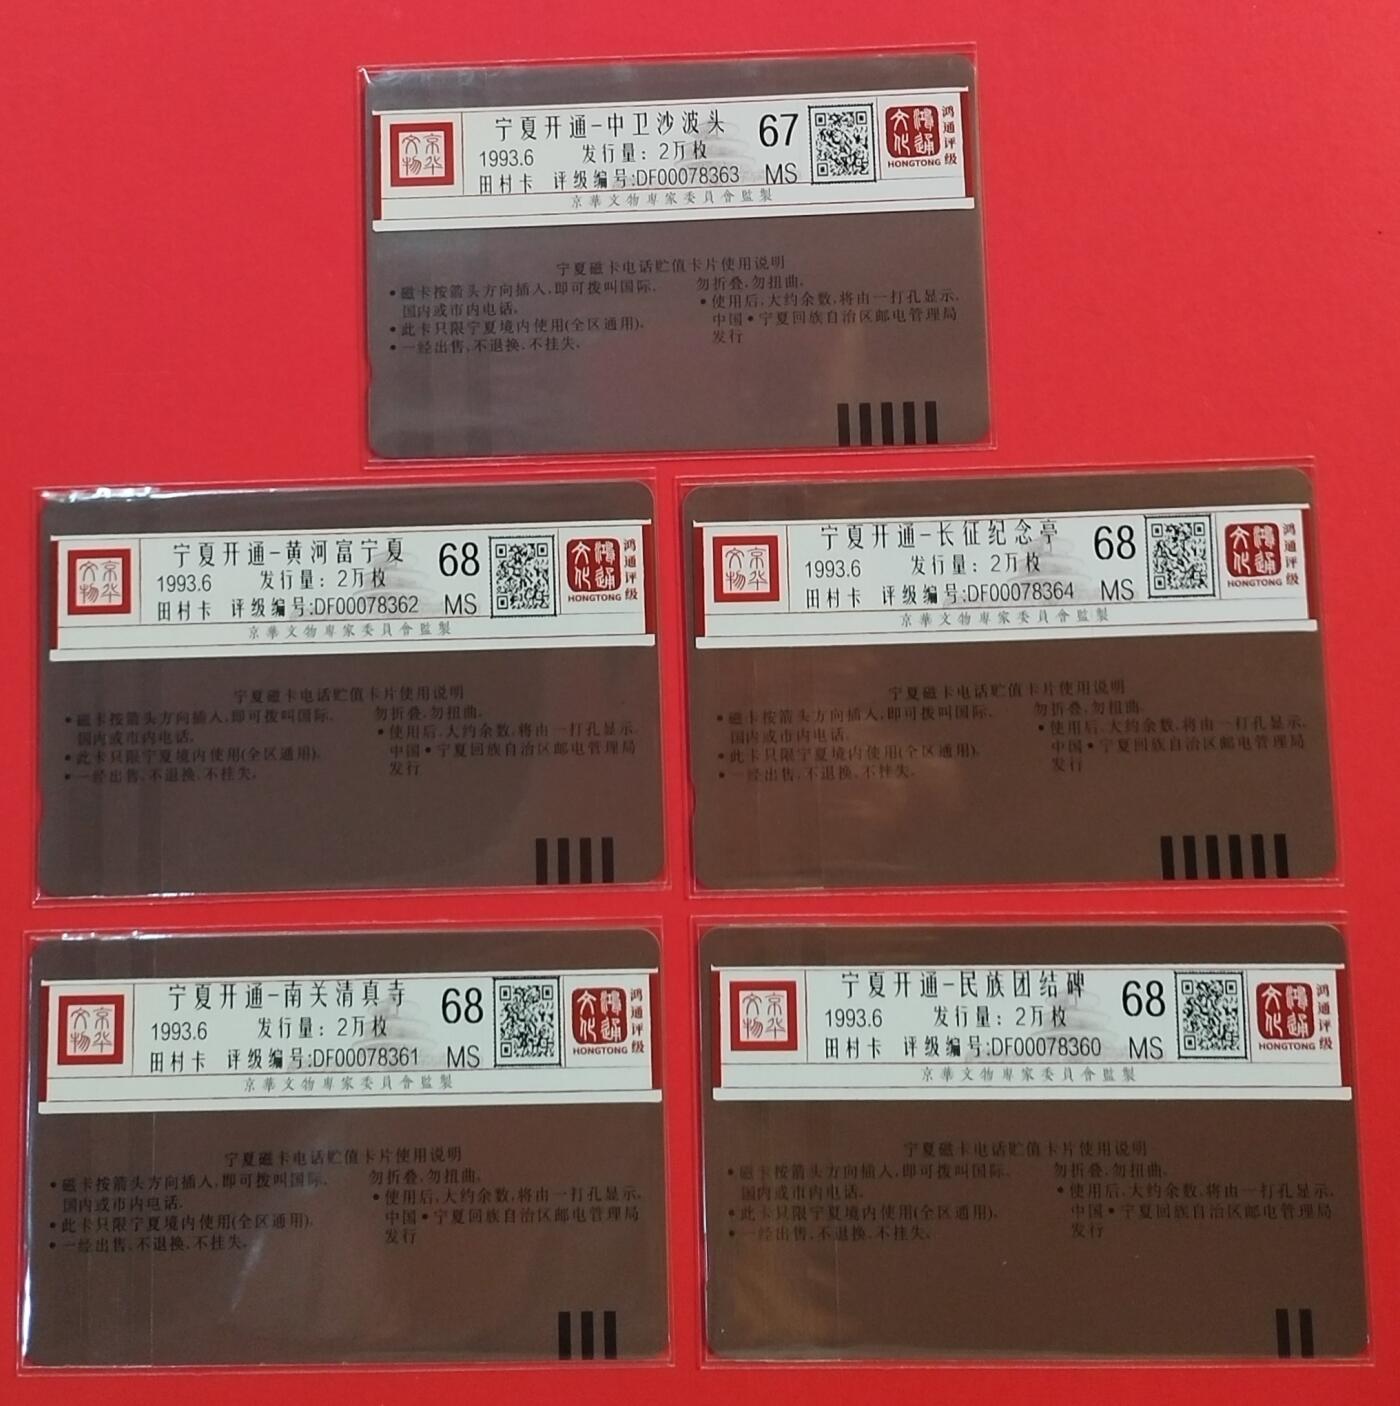 京华文物
宁夏开通-中卫沙波头
1993.6 发行量: 2万枚
田村卡 评级编号:DF00078363
67
MS
鸿通文化
HONGTONG
鸿通评级
京華文物專家委員會監製
宁夏磁卡电话贮值卡片使用说明
•磁卡按箭头方向插入,即可拨叫国际、
国内或市内电话。
•此卡只限宁夏境内使用(全区通用)。
•一经出售,不退换,不挂失。
勿折叠,勿扭曲。
•使用后,大约余数,将由一打孔显示。
中国•宁夏回族自治区邮电管理局
发行
京华文物
宁夏开通-黄河富宁夏
1993.6 发行量: 2万枚
田村卡 评级编号:DF00078362
68
MS
鸿通文化
HONGTONG
鸿通评级
京華文物專家委員會監製
宁夏磁卡电话贮值卡片使用说明
•磁卡按箭头方向插入,即可拨叫国际、
国内或市内电话。
•此卡只限宁夏境内使用(全区通用)。
•一经出售,不退换,不挂失。
勿折叠,勿扭曲。
•使用后,大约余数,将由一打孔显示。
中国•宁夏回族自治区邮电管理局
发行
京华文物
宁夏开通-长征纪念亭
1993.6 发行量: 2万枚
田村卡 评级编号:DF00078364
68
MS
鸿通文化
HONGTONG
鸿通评级
京華文物專家委員會監製
宁夏磁卡电话贮值卡片使用说明
•磁卡按箭头方向插入,即可拨叫国际、
国内或市内电话。
•此卡只限宁夏境内使用(全区通用)。
•一经出售,不退换,不挂失。
勿折叠,勿扭曲。
•使用后,大约余数,将由一打孔显示。
中国•宁夏回族自治区邮电管理局
发行
京华文物
宁夏开通-南关清真寺
1993.6 发行量: 2万枚
田村卡 评级编号:DF00078361
68
MS
鸿通文化
HONGTONG
鸿通评级
京華文物專家委員會監製
宁夏磁卡电话贮值卡片使用说明
•磁卡按箭头方向插入,即可拨叫国际、
国内或市内电话。
•此卡只限宁夏境内使用(全区通用)。
•一经出售,不退换,不挂失。
勿折叠,勿扭曲。
•使用后,大约余数,将由一打孔显示。
中国•宁夏回族自治区邮电管理局
发行
京华文物
宁夏开通-民族团结碑
1993.6 发行量: 2万枚
田村卡 评级编号:DF00078360
68
MS
鸿通文化
HONGTONG
鸿通评级
京華文物專家委員會監製
宁夏磁卡电话贮值卡片使用说明
•磁卡按箭头方向插入,即可拨叫国际、
国内或市内电话。
•此卡只限宁夏境内使用(全区通用)。
•一经出售,不退换,不挂失。
勿折叠,勿扭曲。
•使用后,大约余数,将由一打孔显示。
中国•宁夏回族自治区邮电管理局
发行